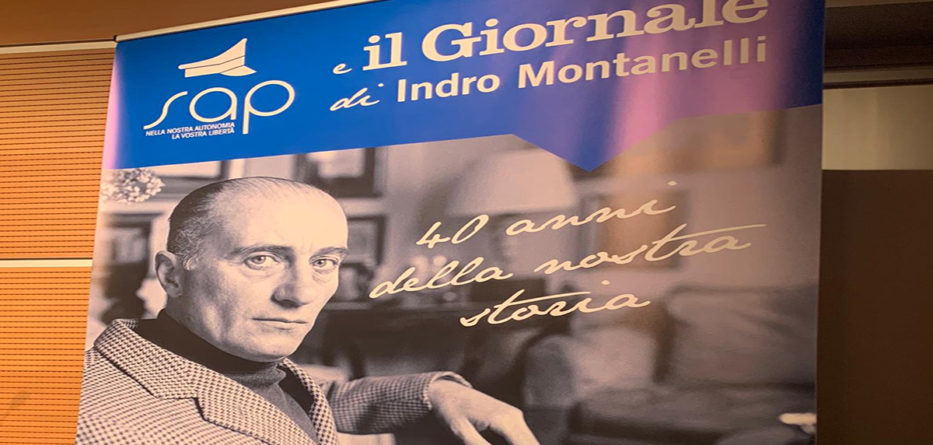 sap
NELLA NOSTRA AUTONOMIA
LA VOSTRA LIBERTÀ
e il Giornale
di Indro Montanelli
40 anni
della nostra
storia